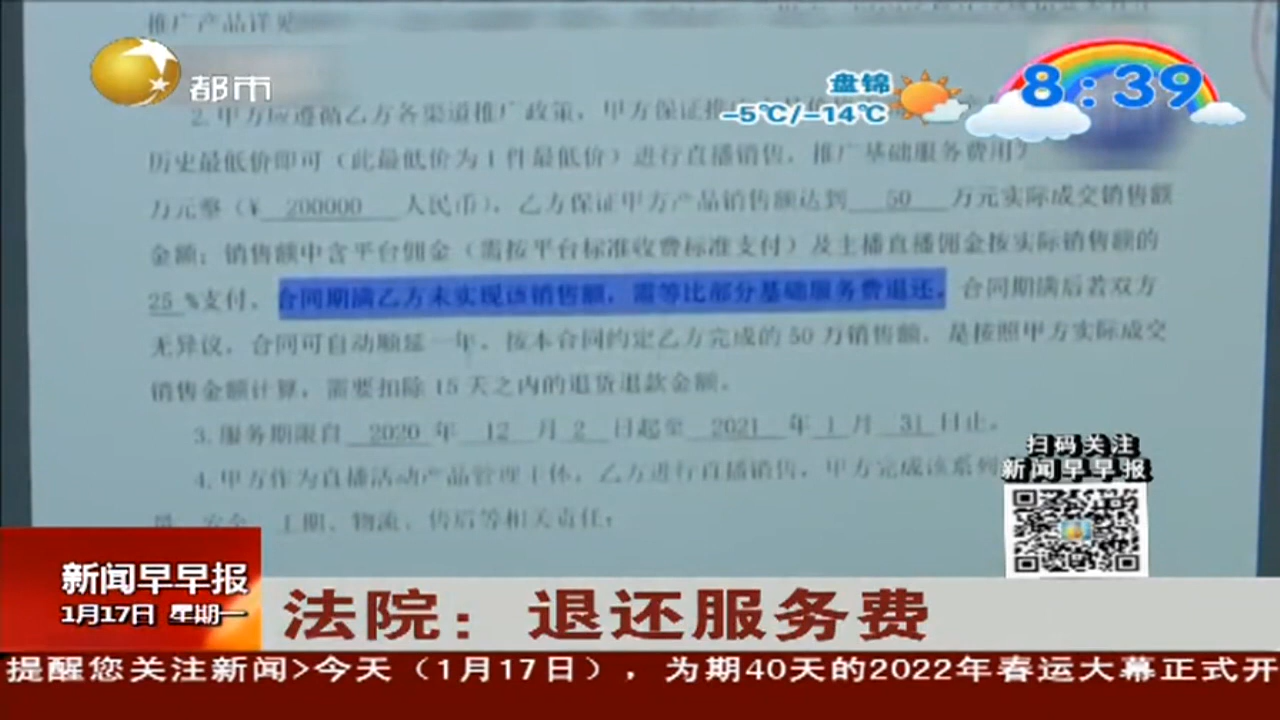 推广产品详见
都市
盘锦
-5℃/-14℃
8:39
2.甲方应遵循乙方各渠道推广政策，甲方保证推
历史最低价即可（此最低价为1件最低价）进行直播销售，推广基础服务费用
万元整（¥ 200000 人民币），乙方保证甲方产品销售额达到 50 万元实际成交销售额
金额；销售额中含平台佣金（需按平台标准收费标准支付）及主播直播佣金按实际销售额的
25 %支付。合同期满乙方未实现该销售额，需等比部分基础服务费退还。合同期满后若双方
无异议，合同可自动顺延一年。按本合同约定乙方完成的50万销售额，是按照甲方实际成交
销售金额计算，需要扣除15天之内的退货退款金额。
3.服务期限自 2020 年 12 月 2 日起至 2021 年 1 月 31 日止。
4.甲方作为直播活动产品管理主体，乙方进行直播销售，甲方完成该系列
量、安全、工期、物流、售后等相关责任；
扫码关注
新闻早早报
新闻早早报
1月17日 星期一
法院：退还服务费
提醒您关注新闻>今天（1月17日），为期40天的2022年春运大幕正式开